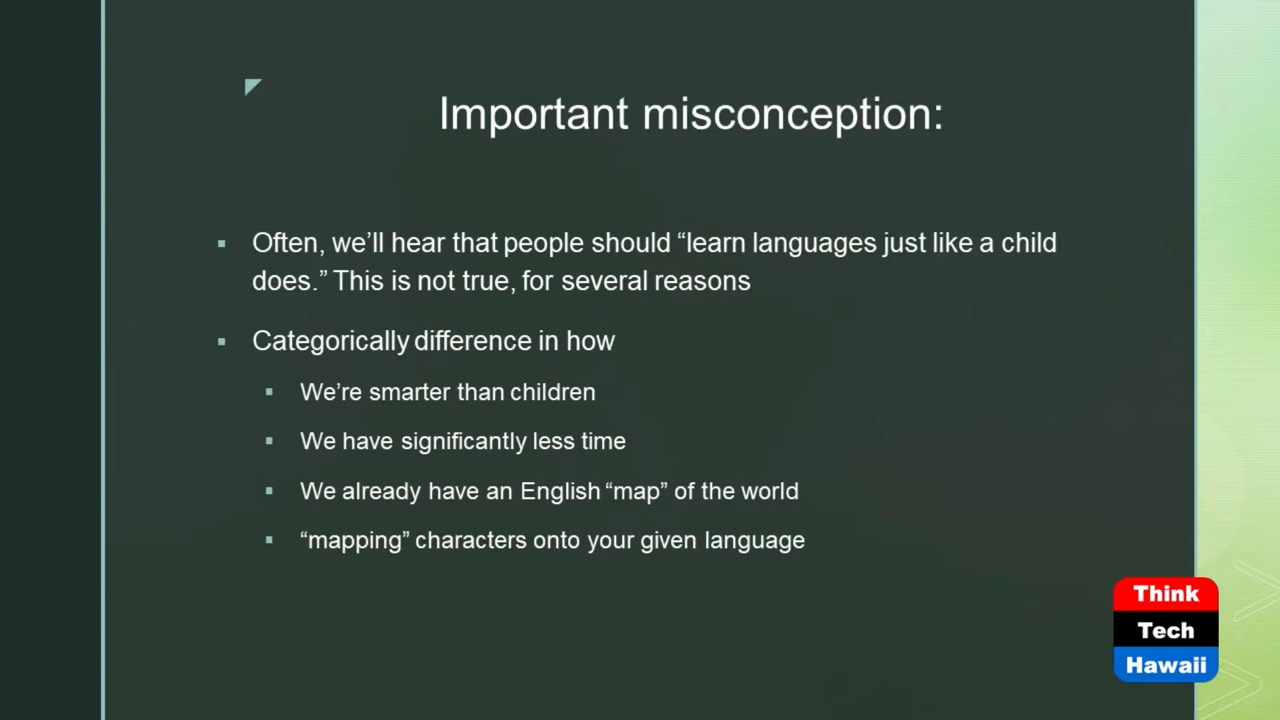 Important misconception:
Often, we’ll hear that people should “learn languages just like a child
does.” This is not true, for several reasons
Categorically difference in how
We’re smarter than children
We have significantly less time
We already have an English “map” of the world
“mapping” characters onto your given language
Think
Tech
Hawaii